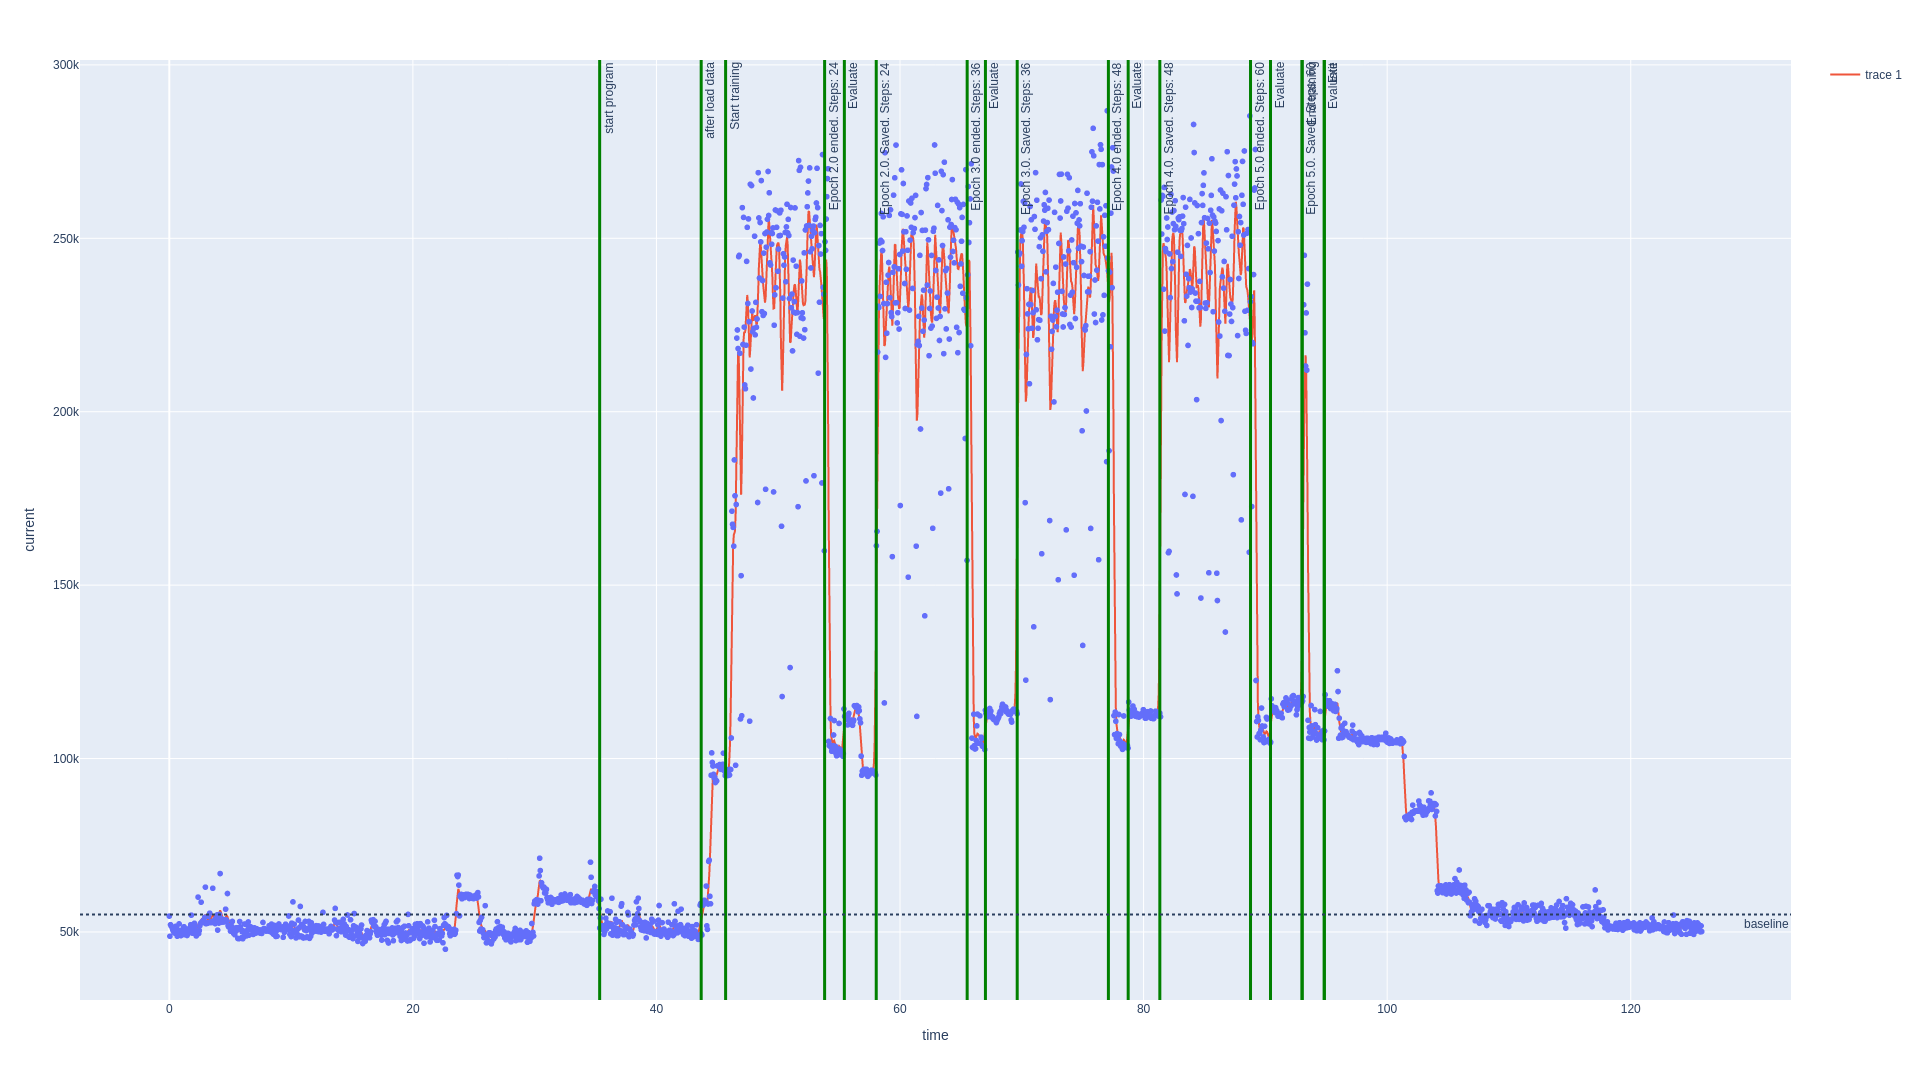 300k
250k
200k
150k
100k
50k
current
0
20
40
60
80
100
120
time
start program
after load data
Start training
Epoch 2.0 ended. Steps: 24
Evaluate
Epoch 2.0. Saved. Steps: 24
Epoch 3.0 ended. Steps: 36
Evaluate
Epoch 3.0. Saved. Steps: 36
Epoch 4.0 ended. Steps: 48
Evaluate
Epoch 4.0. Saved. Steps: 48
Epoch 5.0 ended. Steps: 60
Evaluate
Epoch 5.0. Saved. Steps: 60
End training
Evaluate
Exit
baseline
trace 1